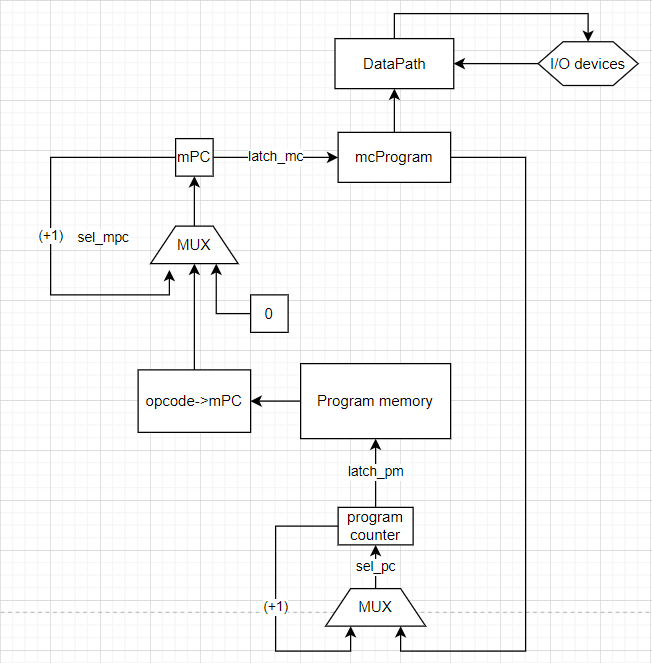 DataPath
I/O devices
mPC
latch_mc
mcProgram
(+1)
sel_mpc
MUX
0
opcode->mPC
Program memory
latch_pm
program
counter
sel_pc
(+1)
MUX